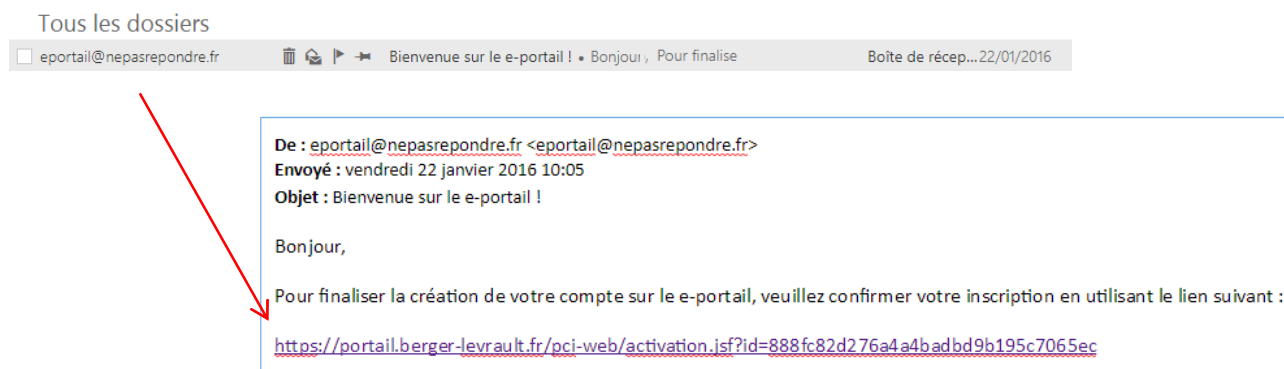 Tous les dossiers
eportail@nepasrepondre.fr Bienvenue sur le e-portail ! • Bonjour, Pour finalise Boîte de récep...22/01/2016
De : eportail@nepasrepondre.fr <eportail@nepasrepondre.fr>
Envoyé : vendredi 22 janvier 2016 10:05
Objet : Bienvenue sur le e-portail !
Bonjour,
Pour finaliser la création de votre compte sur le e-portail, veuillez confirmer votre inscription en utilisant le lien suivant :
https://portail.berger-levrault.fr/pci-web/activation.jsf?id=888fc82d276a4a4badbd9b195c7065ec